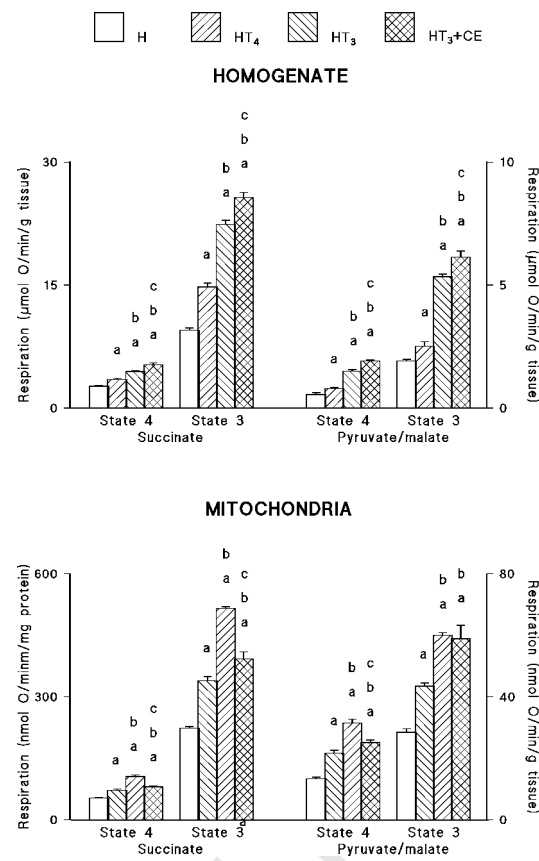 H HT₄ HT₃ HT₃+CE
HOMOGENATE
Respiration (μmol O/min/g tissue)
30
15
0
a
b
a
c
b
a
a
b
a
c
b
a
a
b
a
c
b
a
a
b
a
c
b
a
10
5
0
Respiration (μmol O/min/g tissue)
State 4 State 3 State 4 State 3
Succinate Pyruvate/malate
MITOCHONDRIA
Respiration (nmol O/minm/mg protein)
600
300
0
a
b
a
c
b
a
a
b
a
c
b
a
a
b
a
c
b
a
a
b
a
b
a
80
40
0
Respiration (nmol O/min/g tissue)
State 4 State 3 State 4 State 3
a
Succinate Pyruvate/malate